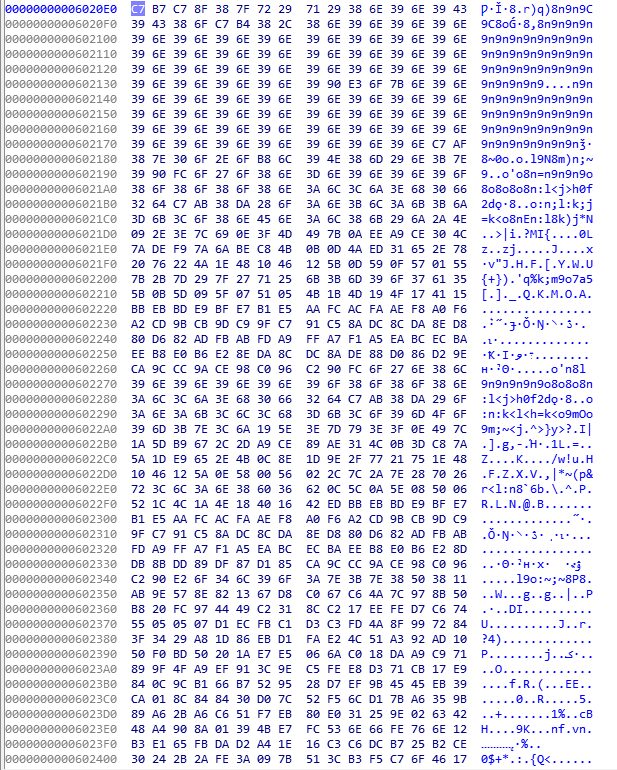 00000000006020E0 C7 B7 C7 8F 38 7F 72 29 71 29 38 6E 39 6E 39 43
00000000006020F0 39 43 38 6F C7 B4 38 2C 38 6E 39 6E 39 6E 39 6E
0000000000602100 39 6E 39 6E 39 6E 39 6E 39 6E 39 6E 39 6E 39 6E 9n9n9n9n9n9n9n9n
0000000000602110 39 6E 39 6E 39 6E 39 6E 39 6E 39 6E 39 6E 39 6E 9n9n9n9n9n9n9n9n
0000000000602120 39 6E 39 6E 39 6E 39 6E 39 6E 39 6E 39 6E 39 6E 9n9n9n9n9n9n9n9n
0000000000602130 39 6E 39 6E 39 6E 39 6E 39 90 E3 6F 7B 6E 39 6E 9n9n9n9n9....n9n
0000000000602140 39 6E 39 6E 39 6E 39 6E 39 6E 39 6E 39 6E 39 6E 9n9n9n9n9n9n9n9n
0000000000602150 39 6E 39 6E 39 6E 39 6E 39 6E 39 6E 39 6E 39 6E 9n9n9n9n9n9n9n9n
0000000000602160 39 6E 39 6E 39 6E 39 6E 39 6E 39 6E 39 6E 39 6E 9n9n9n9n9n9n9n9n
0000000000602170 39 6E 39 6E 39 6E 39 6E 39 6E 39 6E 39 6E C7 AF
0000000000602180 38 7E 30 6F 2E 6F B8 6C 39 4E 38 6D 29 6E 3B 7E 8~0o.o.l9N8m)n;~
0000000000602190 39 90 FC 6F 27 6F 38 6E 3D 6E 39 6E 39 6E 39 6F 9..o'o8n=n9n9n9o
00000000006021A0 38 6F 38 6F 38 6F 38 6E 3A 6C 3C 6A 3E 68 30 66 8o8o8o8n:l<j>h0f
00000000006021B0 32 64 C7 AB 38 DA 28 6F 3A 6E 3B 6C 3A 6B 3B 6A
00000000006021C0 3D 6B 3C 6F 38 6E 45 6E 3A 6C 38 6B 29 6A 2A 4E =k<o8nEn:l8k)j*N
00000000006021D0 09 2E 3E 7C 69 0E 3F 4D 49 7B 0A EE A9 CE 30 4C ..>|i.?MI{....0L
00000000006021E0 7A DE F9 7A 6A BE C8 4B 0B 0D 4A ED 31 65 2E 78
00000000006021F0 20 76 22 4A 1E 48 10 46 12 5B 0D 59 0F 57 01 55
0000000000602200 7B 2B 7D 29 7F 27 71 25 6B 3B 6D 39 6F 37 61 35 {+}).'q%k;m9o7a5
0000000000602210 5B 0B 5D 09 5F 07 51 05 4B 1B 4D 19 4F 17 41 15 [.]._.Q.K.M.O.A.
0000000000602220 BB EB BD E9 BF E7 B1 E5 AA FC AC FA AE F8 A0 F6 ................
0000000000602230 A2 CD 9B CB 9D C9 9F C7 91 C5 8A DC 8C DA 8E D8
0000000000602240 80 D6 82 AD FB AB FD A9 FF A7 F1 A5 EA BC EC BA
0000000000602250 EE B8 E0 B6 E2 8E DA 8C DC 8A DE 88 D0 86 D2 9E
0000000000602260 CA 9C CC 9A CE 98 C0 96 C2 90 FC 6F 27 6E 38 6C
0000000000602270 39 6E 39 6E 39 6E 39 6E 39 6F 38 6F 38 6F 38 6E 9n9n9n9n9o8o8o8n
0000000000602280 3A 6C 3C 6A 3E 68 30 66 32 64 C7 AB 38 DA 29 6F
0000000000602290 3A 6E 3A 6B 3C 6C 3C 68 3D 6B 3C 6F 39 6D 4F 6F :n:k<l<h=k<o9mOo
00000000006022A0 39 6D 3B 7E 3C 6A 19 5E 3E 7D 79 3E 3F 0E 49 7C 9m;~<j.^>}y>?.I|
00000000006022B0 1A 5D B9 67 2C 2D A9 CE 89 AE 31 4C 0B 3D C8 7A
00000000006022C0 5A 1D E9 65 2E 4B 0C 8E 1D 9E 2F 77 21 75 1E 48
00000000006022D0 10 46 12 5A 0E 58 00 56 02 2C 7C 2A 7E 28 70 26 .F.Z.X.V.,|*~(p&
00000000006022E0 72 3C 6C 3A 6E 38 60 36 62 0C 5C 0A 5E 08 50 06 r<l:n8`6b.\.^.P.
00000000006022F0 52 1C 4C 1A 4E 18 40 16 42 ED BB EB BD E9 BF E7 R.L.N.@.B.......
0000000000602300 B1 E5 AA FC AC FA AE F8 A0 F6 A2 CD 9B CB 9D C9
0000000000602310 9F C7 91 C5 8A DC 8C DA 8E D8 80 D6 82 AD FB AB
0000000000602320 FD A9 FF A7 F1 A5 EA BC EC BA EE B8 E0 B6 E2 8D
0000000000602330 DB 8B DD 89 DF 87 D1 85 CA 9C CC 9A CE 98 C0 96
0000000000602340 C2 90 E2 6F 34 6C 39 6F 3A 7E 3B 7E 38 50 38 11
0000000000602350 AB 9E 57 8E 82 13 67 D8 C0 67 C6 4A 7C 97 8B 50
0000000000602360 B8 20 FC 97 44 49 C2 31 8C C2 17 EE FE D7 C6 74
0000000000602370 55 05 05 07 D1 EC FB C1 D3 C3 FD 4A 8F 99 72 84
0000000000602380 3F 34 29 A8 1D 86 EB D1 FA E2 4C 51 A3 92 AD 10
0000000000602390 50 F0 BD 50 20 1A E7 E5 06 6A C0 18 DA A9 C9 71
00000000006023A0 89 9F 4F A9 EF 91 3C 9E C5 FE E8 D3 71 CB 17 E9
00000000006023B0 84 0C 9C B1 66 B7 52 95 28 D7 EF 9B 45 45 EB 39
00000000006023C0 CA 01 8C 84 84 30 D0 7C 52 F5 6C D1 7B A6 35 9B
00000000006023D0 89 A6 2B A6 C6 51 F7 EB 80 E0 31 25 9E 02 63 42
00000000006023E0 48 A4 90 8A 01 39 4B E7 FC 53 6E 66 FE 76 6E 12
00000000006023F0 B3 E1 65 FB DA D2 A4 1E 16 C3 C6 DC B7 25 B2 CE
0000000000602400 30 24 2B 2A FE 3A 09 7B 51 3C B3 F5 C7 6F 46 17